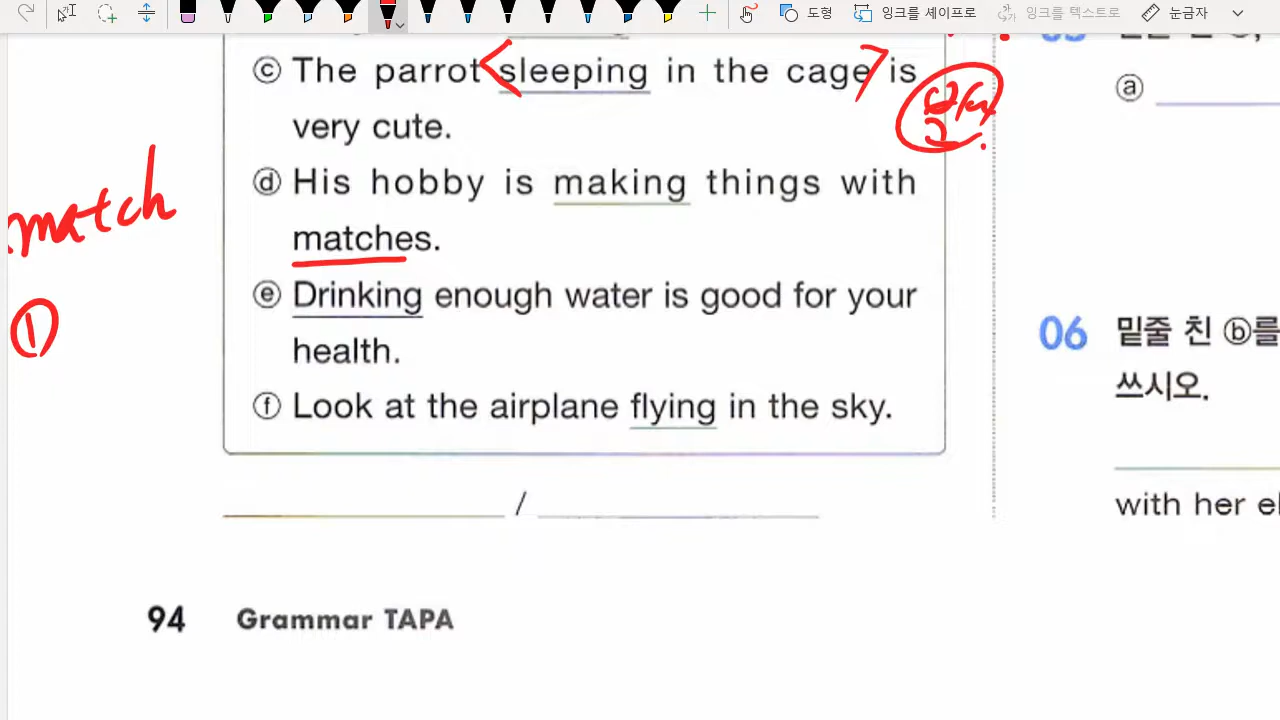 도형
잉크를 셰이프로
잉크를 텍스트로
눈금자
ⓒ The parrot sleeping in the cage is
very cute.
ⓓ His hobby is making things with
matches.
ⓔ Drinking enough water is good for your
health.
ⓕ Look at the airplane flying in the sky.
/
match
①
94 Grammar TAPA
ⓐ
06 밑줄 친 ⓑ를
쓰시오.
with her